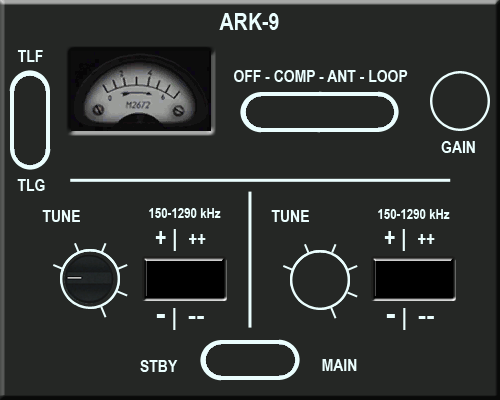 ARK-9
TLF
2 4
0 6
M2672
OFF - COMP - ANT - LOOP
GAIN
TLG
TUNE
150-1290 kHz
+ | ++
- | --
TUNE
150-1290 kHz
+ | ++
- | --
STBY
MAIN